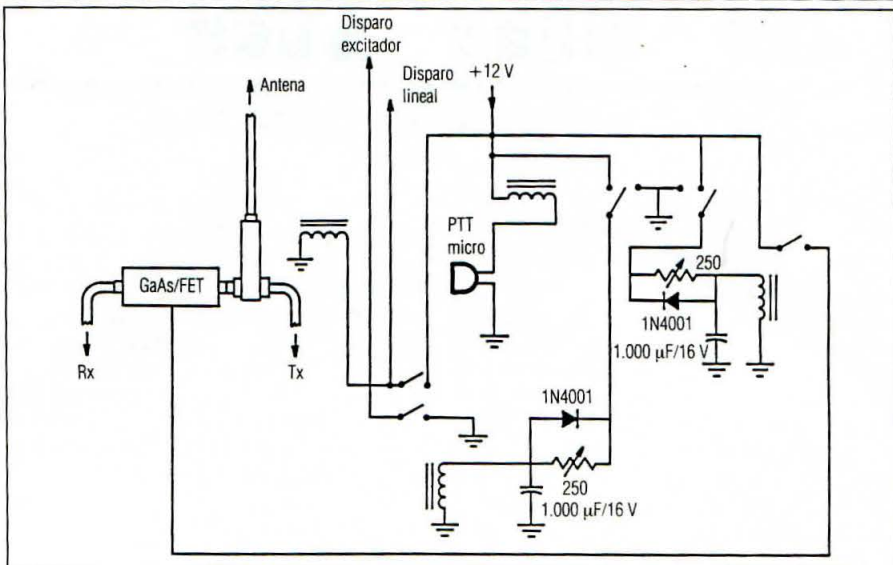 Disparo
excitador
Antena
Disparo
lineal
+12 V
PTT
micro
GaAs/FET
Rx
Tx
250
1N4001
1.000 µF/16 V
1N4001
250
1.000 µF/16 V